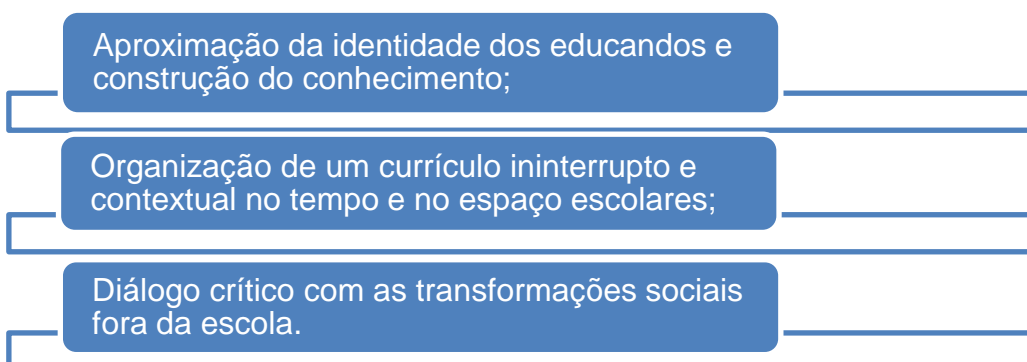 Aproximação da identidade dos educandos e
construção do conhecimento;
Organização de um currículo ininterrupto e
contextual no tempo e no espaço escolares;
Diálogo crítico com as transformações sociais
fora da escola.